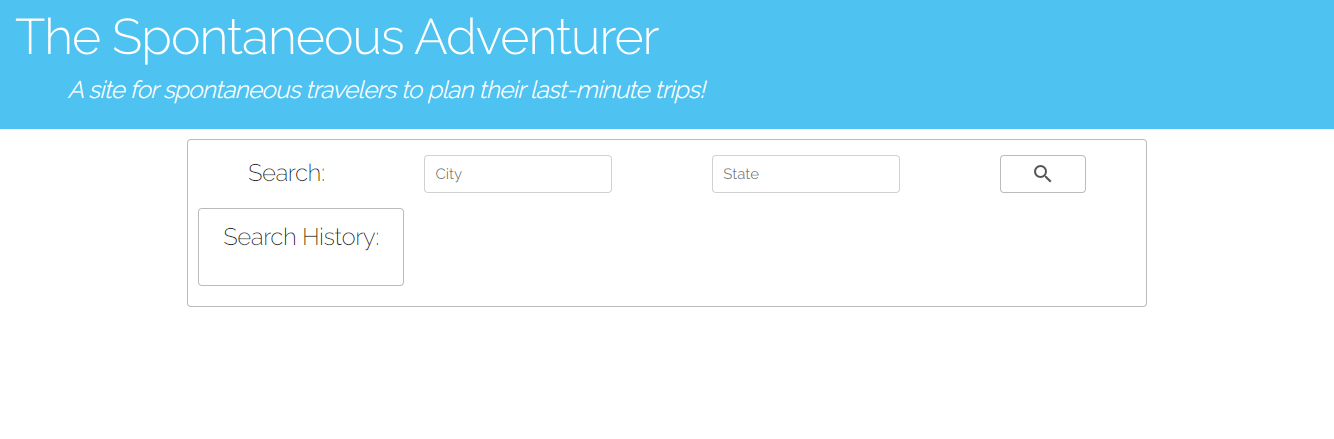 The Spontaneous Adventurer
A site for spontaneous travelers to plan their last-minute trips!
Search: City State
Search History: